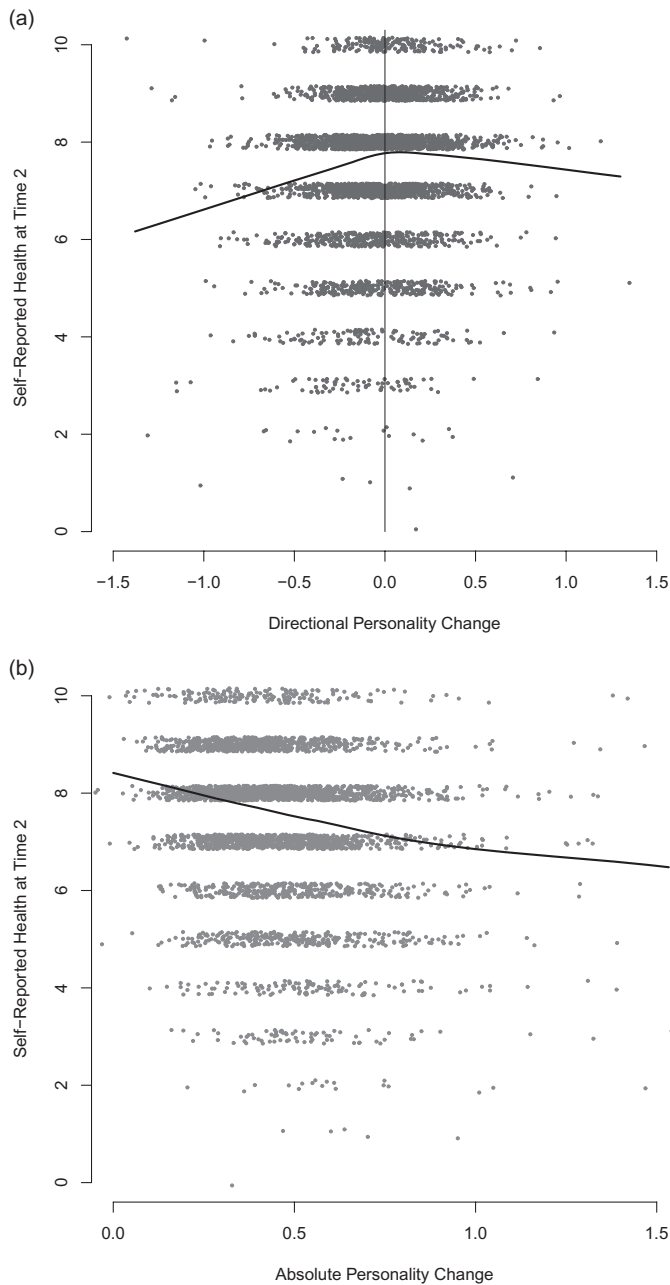 (a)
10
8
6
4
2
0
Self-Reported Health at Time 2
−1.5 −1.0 −0.5 0.0 0.5 1.0 1.5
Directional Personality Change
(b)
10
8
6
4
2
0
Self-Reported Health at Time 2
0.0 0.5 1.0 1.5
Absolute Personality Change